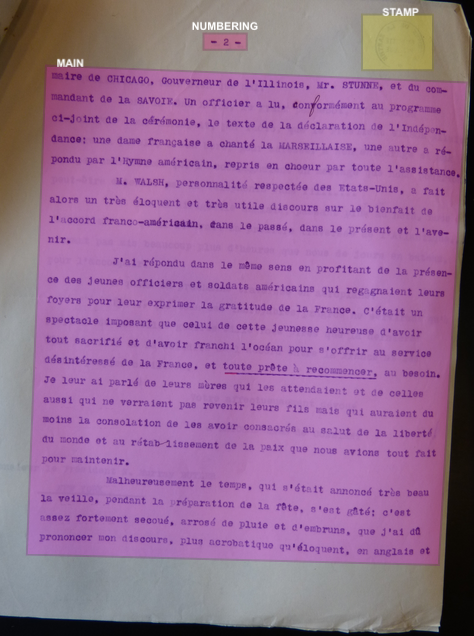 STAMP
NUMBERING
- 2 -
MAIN
maire de CHICAGO, Gouverneur de l'Illinois, Mr. STUNNE, et du com-
mandant de la SAVOIE. Un officier a lu, conformément au programme
ci-joint de la cérémonie, le texte de la déclaration de l'Indépen-
dance; une dame française a chanté la MARSEILLAISE, une autre a ré-
pondu par l'Hymne américain, repris en choeur par toute l'assistance.
M. WALSH, personnalité respectée des Etats-Unis, a fait
alors un très éloquent et très utile discours sur le bienfait de
l'accord franco-américain, dans le passé, dans le présent et l'ave-
nir.
J'ai répondu dans le même sens en profitant de la présen-
ce des jeunes officiers et soldats américains qui regagnaient leurs
foyers pour leur exprimer la gratitude de la France. C'était un
spectacle imposant que celui de cette jeunesse heureuse d'avoir
tout sacrifié et d'avoir franchi l'océan pour s'offrir au service
désintéressé de la France, et toute prête à recommencer, au besoin.
Je leur ai parlé de leurs mères qui les attendaient et de celles
aussi qui ne verraient pas revenir leurs fils mais qui auraient du
moins la consolation de les avoir consacrés au salut de la liberté
du monde et au rétab-lissement de la paix que nous avions tout fait
pour maintenir.
Malheureusement le temps, qui s'était annoncé très beau
la veille, pendant la préparation de la fête, s'est gâté; c'est
assez fortement secoué, arrosé de pluie et d'embruns, que j'ai dû
prononcer mon discours, plus acrobatique qu'éloquent, en anglais et